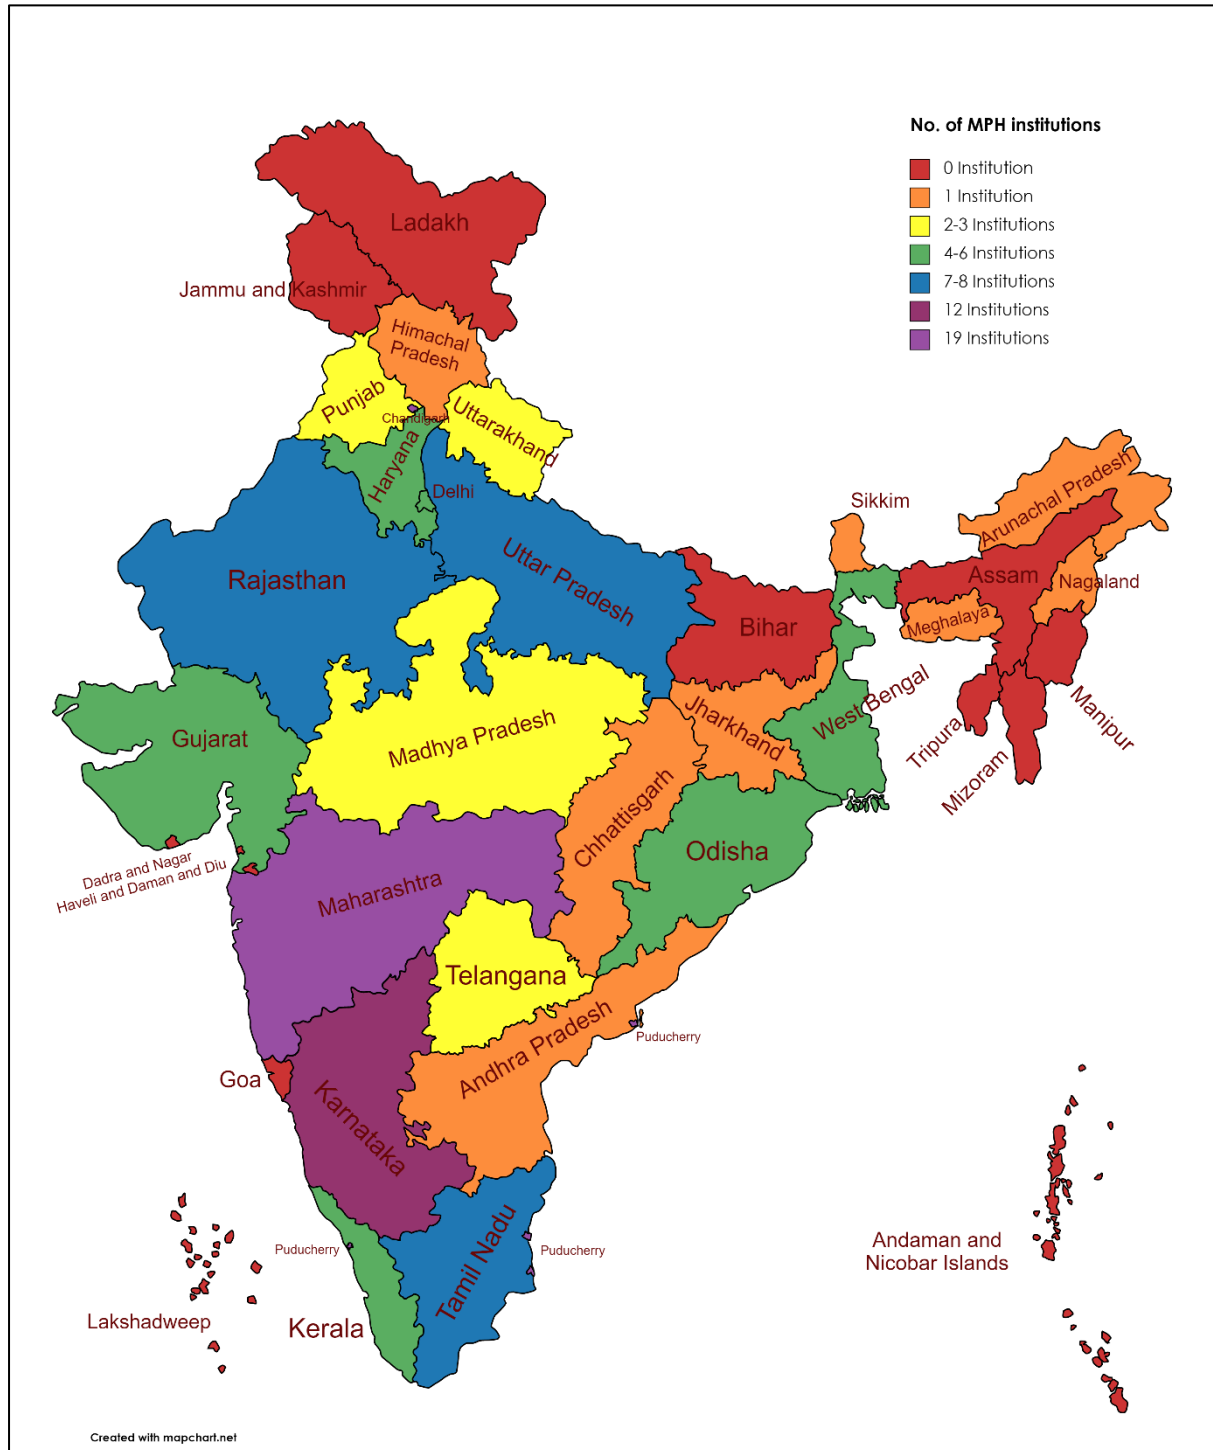 No. of MPH institutions
0 Institution
1 Institution
2-3 Institutions
4-6 Institutions
7-8 Institutions
12 Institutions
19 Institutions
Ladakh
Jammu and Kashmir
Himachal
Pradesh
Punjab
Chandigarh
Uttarakhand
Haryana
Delhi
Sikkim
Arunachal Pradesh
Rajasthan
Uttar Pradesh
Assam
Nagaland
Bihar
Meghalaya
Gujarat
Madhya Pradesh
Jharkhand
West Bengal
Tripura
Manipur
Mizoram
Chhattisgarh
Odisha
Dadra and Nagar
Haveli and Daman and Diu
Maharashtra
Telangana
Andhra Pradesh
Puducherry
Goa
Karnataka
Puducherry
Puducherry
Tamil Nadu
Andaman and
Nicobar Islands
Lakshadweep
Kerala
Created with mapchart.net